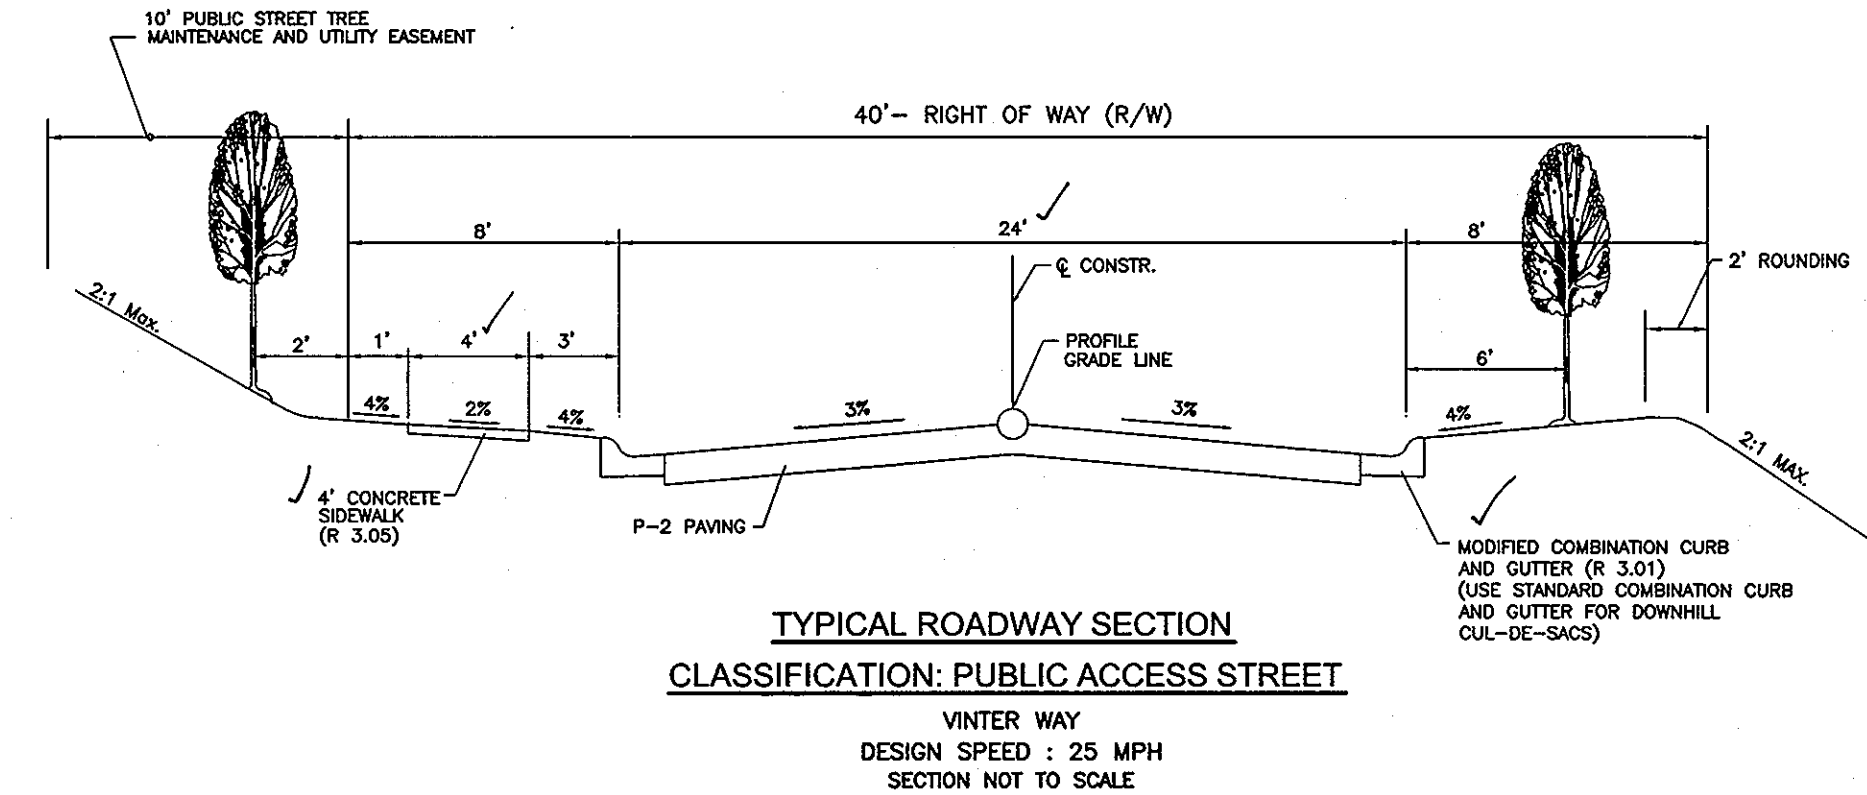 10' PUBLIC STREET TREE
MAINTENANCE AND UTILITY EASEMENT
40'- RIGHT OF WAY (R/W)
8'
24'
8'
℄ CONSTR.
2' ROUNDING
2:1 Max.
2'
1'
4'
3'
PROFILE
GRADE LINE
6'
4%
2%
4%
3%
3%
4%
2:1 MAX.
4' CONCRETE
SIDEWALK
(R 3.05)
P-2 PAVING
MODIFIED COMBINATION CURB
AND GUTTER (R 3.01)
(USE STANDARD COMBINATION CURB
AND GUTTER FOR DOWNHILL
CUL-DE-SACS)
TYPICAL ROADWAY SECTION
CLASSIFICATION: PUBLIC ACCESS STREET
VINTER WAY
DESIGN SPEED : 25 MPH
SECTION NOT TO SCALE